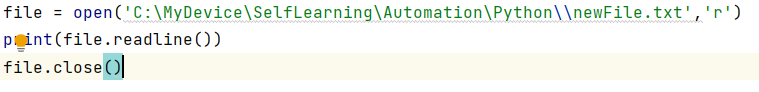 file = open('C:\MyDevice\SelfLearning\Automation\Python\\newFile.txt','r')
print(file.readline())
file.close()